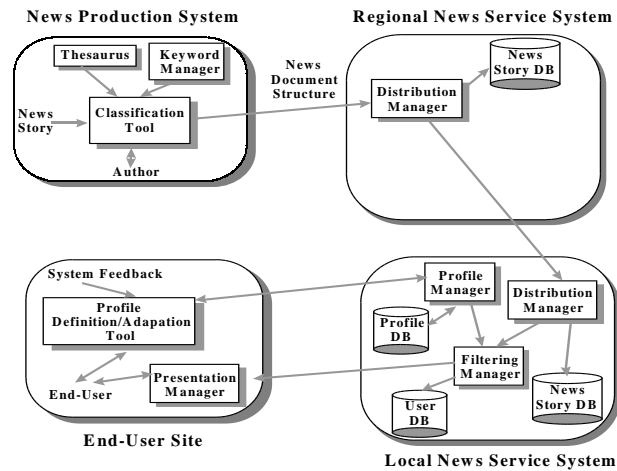 News Production System
Regional News Service System
Thesaurus
Keyword
Manager
News
Story
Classification
Tool
Author
News
Document
Structure
Distribution
Manager
News
Story DB
System Feedback
Profile
Definition/Adapation
Tool
End-User
Presentation
Manager
End-User Site
Profile
Manager
Distribution
Manager
Profile
DB
Filtering
Manager
User
DB
News
Story DB
Local News Service System